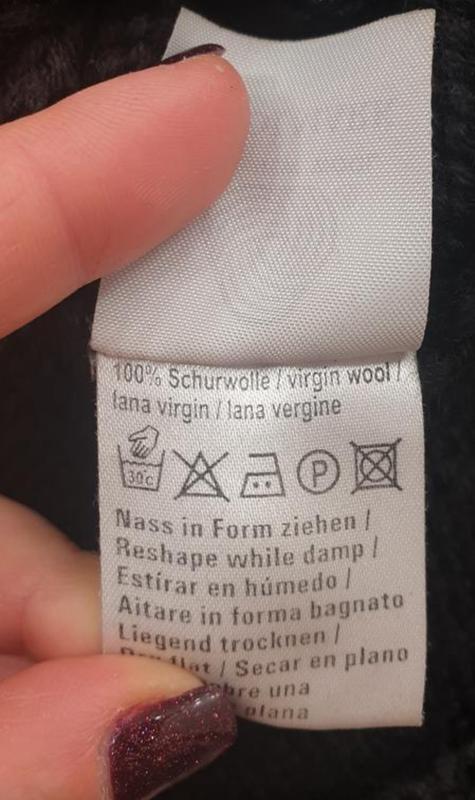 100% Schurwolle / virgin wool /
lana virgin / lana vergine
30°c
P
Nass in Form ziehen /
Reshape while damp /
Estírar en húmedo /
Aitare in forma bagnato
Liegend trocknen /
flat / Secar en plano
una
plana